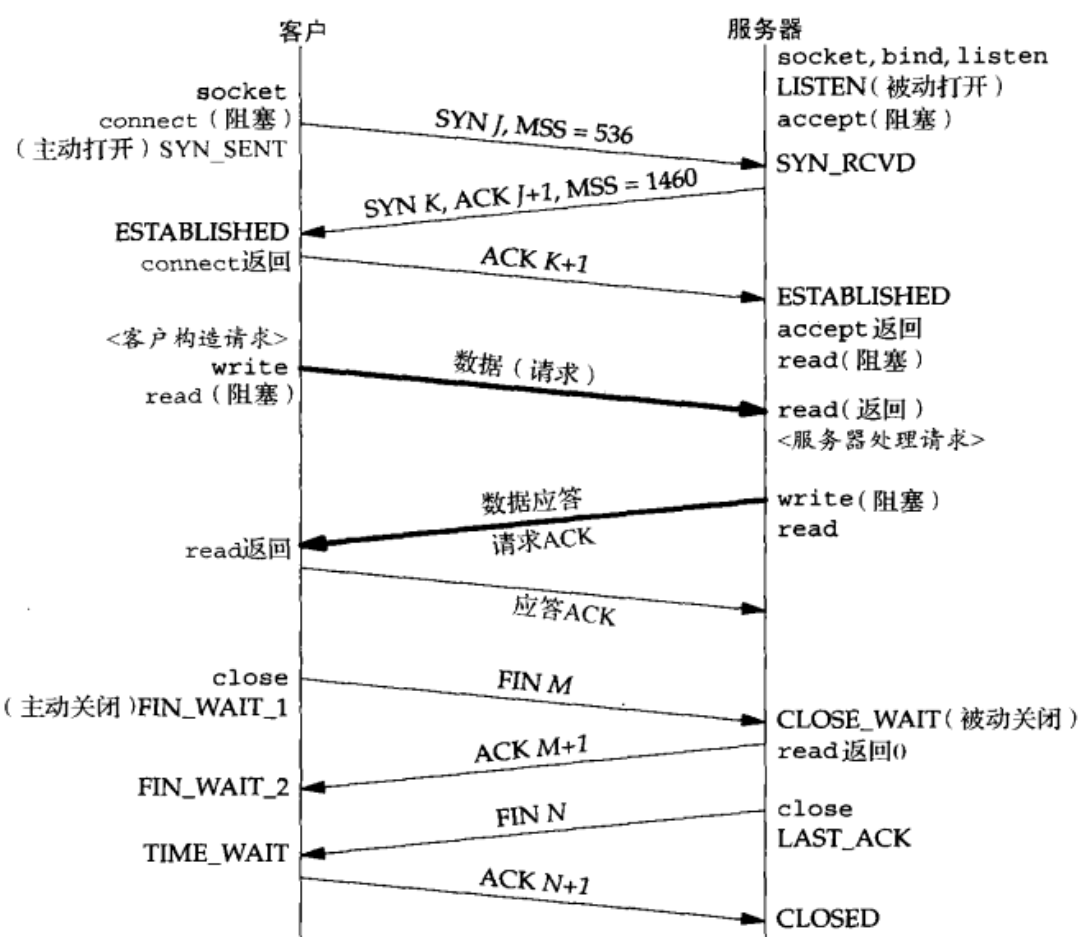 客户
服务器
socket, bind, listen
LISTEN(被动打开)
accept(阻塞)
socket
connect(阻塞)
(主动打开) SYN_SENT
SYN J, MSS = 536
SYN_RCVD
SYN K, ACK J+1, MSS = 1460
ESTABLISHED
connect返回
ACK K+1
ESTABLISHED
accept返回
read(阻塞)
<客户构造请求>
write
read(阻塞)
数据(请求)
read(返回)
<服务器处理请求>
write(阻塞)
read
数据应答
请求ACK
read返回
应答ACK
close
(主动关闭)FIN_WAIT_1
FIN M
CLOSE_WAIT(被动关闭)
read返回0
ACK M+1
FIN_WAIT_2
close
LAST_ACK
FIN N
TIME_WAIT
ACK N+1
CLOSED